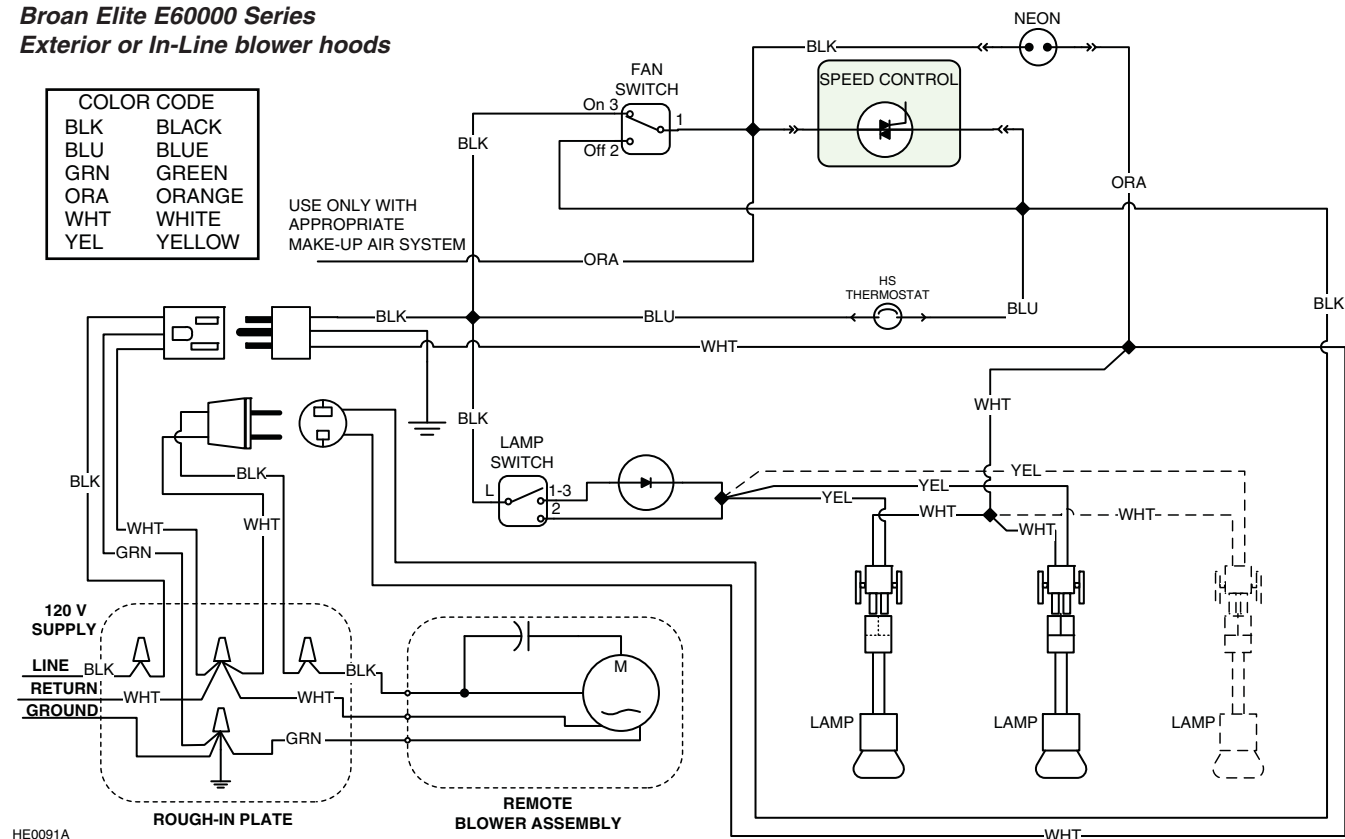 Broan Elite E60000 Series
Exterior or In-Line blower hoods
COLOR CODE
BLK BLACK
BLU BLUE
GRN GREEN
ORA ORANGE
WHT WHITE
YEL YELLOW
NEON
BLK
FAN
SWITCH
On 3
1
Off 2
SPEED CONTROL
BLK
ORA
USE ONLY WITH
APPROPRIATE
MAKE-UP AIR SYSTEM
ORA
HS
THERMOSTAT
BLK
BLU
BLU
BLK
WHT
WHT
BLK
LAMP
SWITCH
L
1-3
2
YEL
YEL
YEL
WHT
WHT
WHT
BLK
BLK
WHT
WHT
GRN
120 V
SUPPLY
LINE
BLK
RETURN
WHT
GROUND
BLK
WHT
GRN
M
LAMP
LAMP
LAMP
ROUGH-IN PLATE
REMOTE
BLOWER ASSEMBLY
WHT
HE0091A